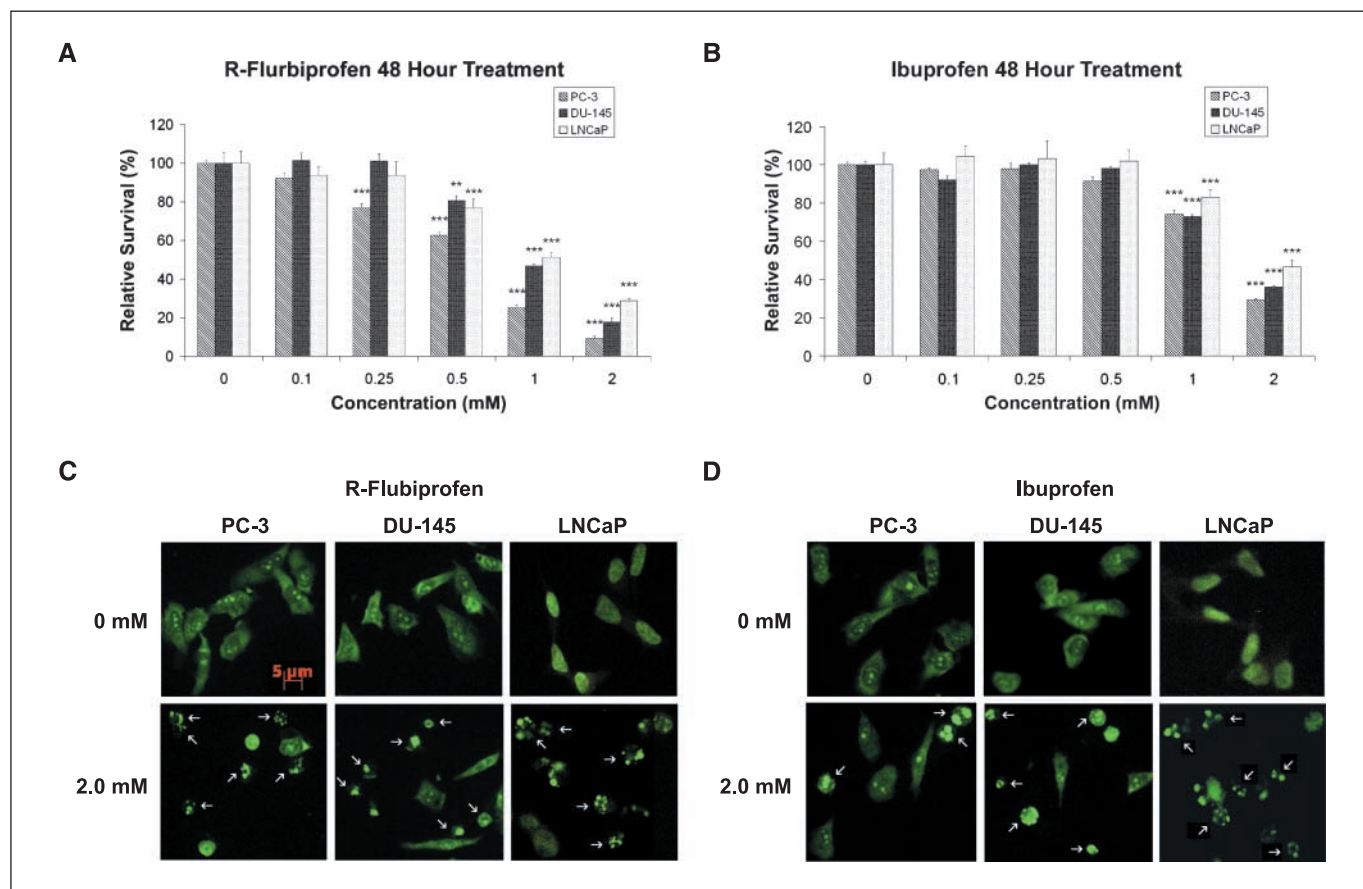 A
R-Flurbiprofen 48 Hour Treatment
PC-3
DU-145
LNCaP
Relative Survival (%)
120
100
80
60
40
20
0
***
***
**
***
***
***
***
***
***
***
0 0.1 0.25 0.5 1 2
Concentration (mM)
B
Ibuprofen 48 Hour Treatment
PC-3
DU-145
LNCaP
Relative Survival (%)
120
100
80
60
40
20
0
***
***
***
***
***
***
0 0.1 0.25 0.5 1 2
Concentration (mM)
C
R-Flubiprofen
PC-3 DU-145 LNCaP
0 mM
5 µm
2.0 mM
D
Ibuprofen
PC-3 DU-145 LNCaP
0 mM
2.0 mM